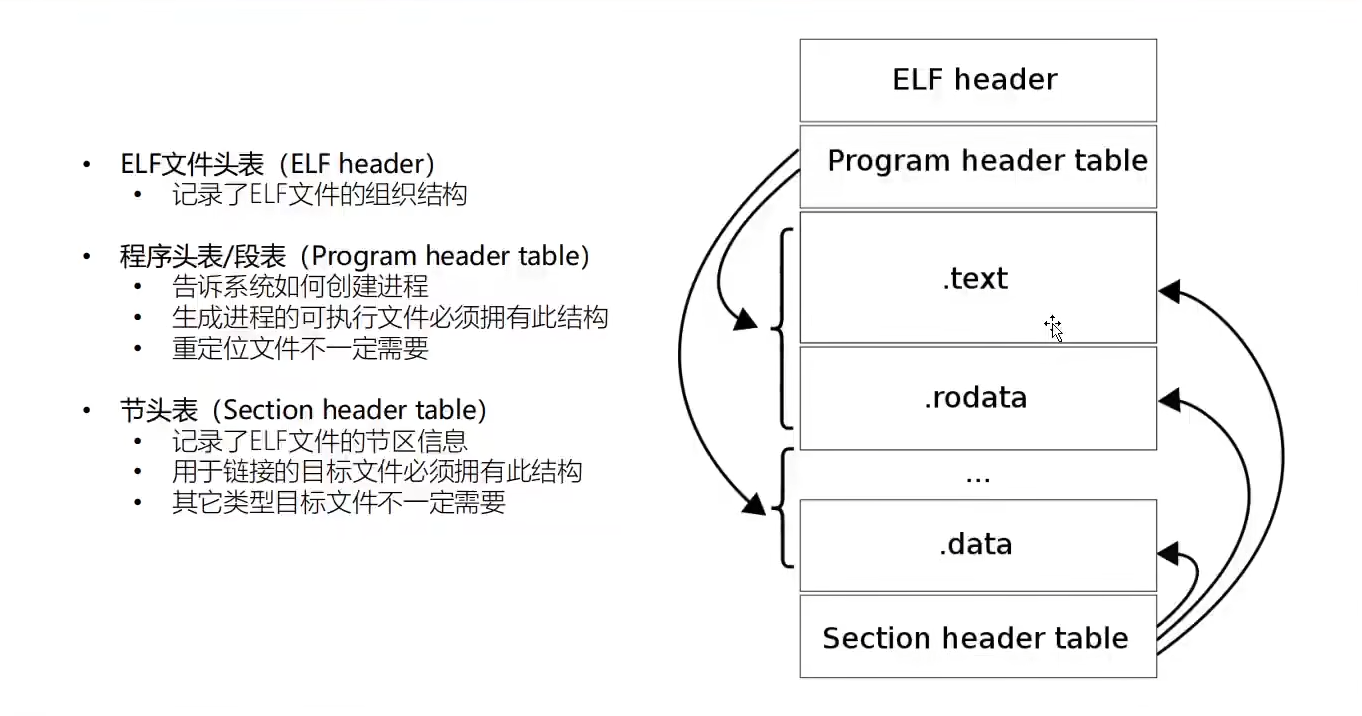 ELF文件头表（ELF header）
记录了ELF文件的组织结构
程序头表/段表（Program header table）
告诉系统如何创建进程
生成进程的可执行文件必须拥有此结构
重定位文件不一定需要
节头表（Section header table）
记录了ELF文件的节区信息
用于链接的目标文件必须拥有此结构
其它类型目标文件不一定需要
ELF header
Program header table
.text
.rodata
...
.data
Section header table